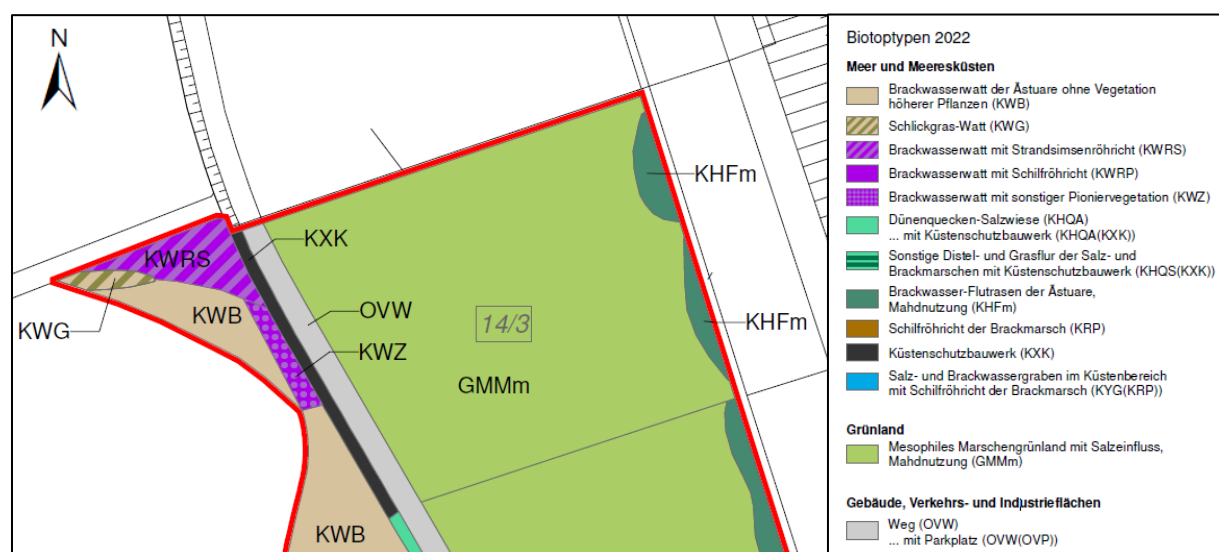 N
KHFm
KXK
KWRS
KWG
KWB
OVW
14/3
KHFm
KWZ
GMMm
KWB
Biotoptypen 2022
Meer und Meeresküsten
Brackwasserwatt der Ästuare ohne Vegetation
höherer Pflanzen (KWB)
Schlickgras-Watt (KWG)
Brackwasserwatt mit Strandsimsenröhricht (KWRS)
Brackwasserwatt mit Schilfröhricht (KWRP)
Brackwasserwatt mit sonstiger Pioniervegetation (KWZ)
Dünenquecken-Salzwiese (KHQA)
... mit Küstenschutzbauwerk (KHQA(KXK))
Sonstige Distel- und Grasflur der Salz- und
Brackmarschen mit Küstenschutzbauwerk (KHQS(KXK))
Brackwasser-Flutrasen der Ästuare,
Mahdnutzung (KHFm)
Schilfröhricht der Brackmarsch (KRP)
Küstenschutzbauwerk (KXK)
Salz- und Brackwassergraben im Küstenbereich
mit Schilfröhricht der Brackmarsch (KYG(KRP))
Grünland
Mesophiles Marschengrünland mit Salzeinfluss,
Mahdnutzung (GMMm)
Gebäude, Verkehrs- und Industrieflächen
Weg (OVW)
... mit Parkplatz (OVW(OVP))